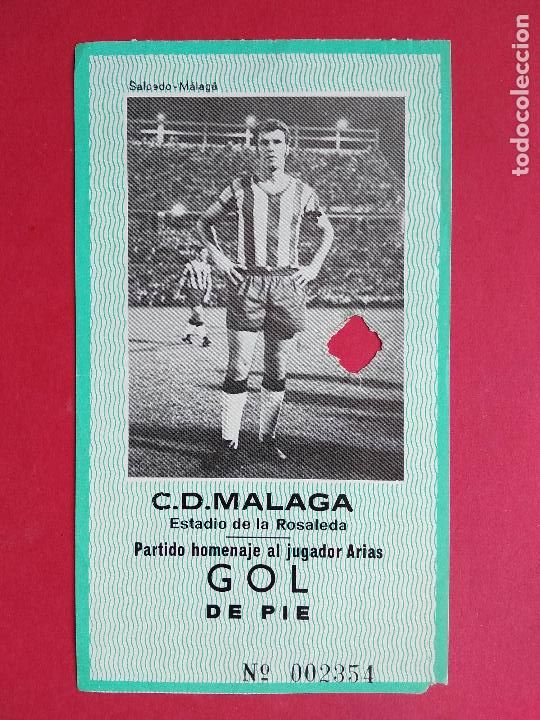 Salcedo-Málaga
C.D.MALAGA
Estadio de la Rosaleda
Partido homenaje al jugador Arias
GOL
DE PIE
Nº 002354
todocoleccion